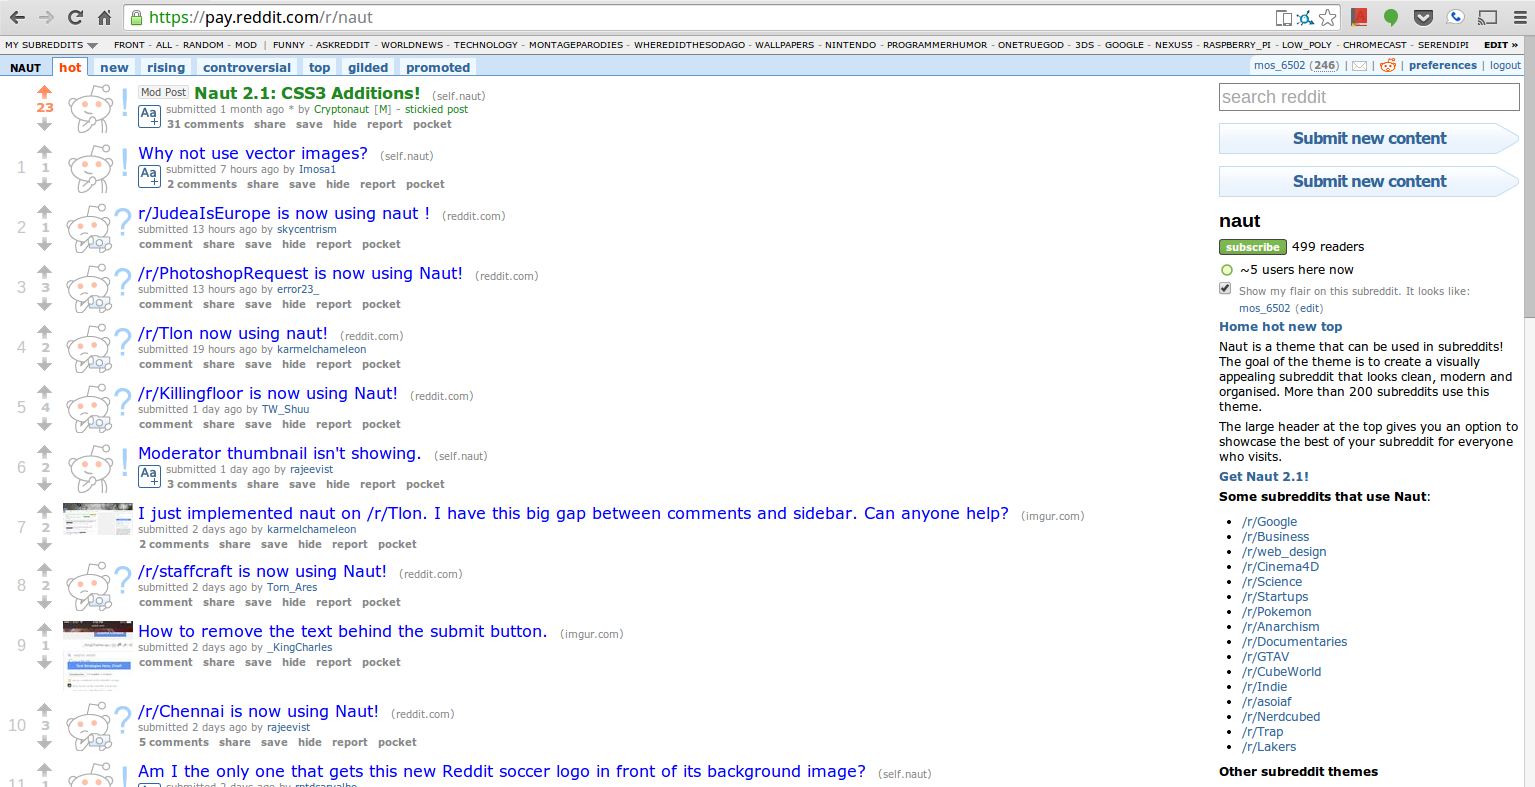 https://pay.reddit.com/r/naut
MY SUBREDDITS FRONT - ALL - RANDOM - MOD | FUNNY - ASKREDDIT - WORLDNEWS - TECHNOLOGY - MONTAGEPARODIES - WHEREDIDTHESODAGO - WALLPAPERS - NINTENDO - PROGRAMMERHUMOR - ONETRUEGOD - 3DS - GOOGLE - NEXUS5 - RASPBERRY_PI - LOW_POLY - CHROMECAST - SERENDIPI EDIT »
NAUT hot new rising controversial top gilded promoted
mos_6502 (246) | | | preferences | logout
23
Mod Post Naut 2.1: CSS3 Additions! (self.naut)
Aa+ submitted 1 month ago * by Cryptonaut [M] - stickied post
31 comments share save hide report pocket
1 1
Why not use vector images? (self.naut)
Aa+ submitted 7 hours ago by Imosa1
2 comments share save hide report pocket
2 1
r/JudeaIsEurope is now using naut ! (reddit.com)
submitted 13 hours ago by skycentrism
comment share save hide report pocket
3 3
/r/PhotoshopRequest is now using Naut! (reddit.com)
submitted 13 hours ago by error23_
comment share save hide report pocket
4 2
/r/Tlon now using naut! (reddit.com)
submitted 19 hours ago by karmelchameleon
comment share save hide report pocket
5 4
/r/Killingfloor is now using Naut! (reddit.com)
submitted 1 day ago by TW_Shuu
comment share save hide report pocket
6 2
Moderator thumbnail isn't showing. (self.naut)
Aa+ submitted 1 day ago by rajeevist
3 comments share save hide report pocket
7 2
I just implemented naut on /r/Tlon. I have this big gap between comments and sidebar. Can anyone help? (imgur.com)
submitted 2 days ago by karmelchameleon
2 comments share save hide report pocket
8 2
/r/staffcraft is now using Naut! (reddit.com)
submitted 2 days ago by Torn_Ares
comment share save hide report pocket
9 1
How to remove the text behind the submit button. (imgur.com)
submitted 2 days ago by _KingCharles
comment share save hide report pocket
10 3
/r/Chennai is now using Naut! (reddit.com)
submitted 2 days ago by rajeevist
5 comments share save hide report pocket
11 1
Am I the only one that gets this new Reddit soccer logo in front of its background image? (self.naut)
submitted 2 days ago by
search reddit
Submit new content
Submit new content
naut
subscribe 499 readers
~5 users here now
Show my flair on this subreddit. It looks like:
mos_6502 (edit)
Home hot new top
Naut is a theme that can be used in subreddits!
The goal of the theme is to create a visually
appealing subreddit that looks clean, modern and
organised. More than 200 subreddits use this
theme.
The large header at the top gives you an option to
showcase the best of your subreddit for everyone
who visits.
Get Naut 2.1!
Some subreddits that use Naut:
/r/Google
/r/Business
/r/web_design
/r/Cinema4D
/r/Science
/r/Startups
/r/Pokemon
/r/Anarchism
/r/Documentaries
/r/GTAV
/r/CubeWorld
/r/Indie
/r/asoiaf
/r/Nerdcubed
/r/Trap
/r/Lakers
Other subreddit themes